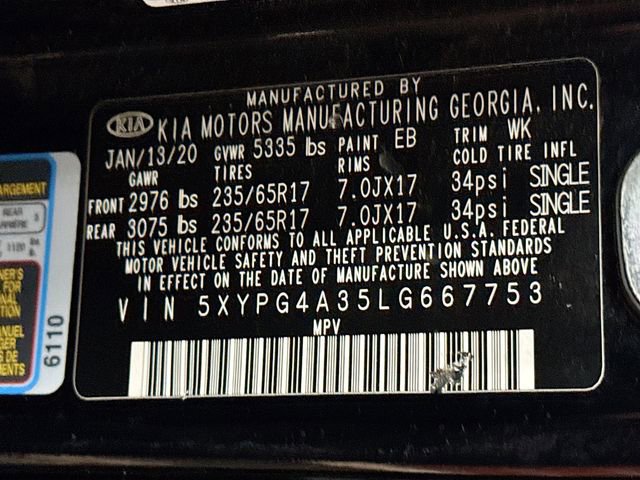 MANUFACTURED BY
KIA KIA MOTORS MANUFACTURING GEORGIA, INC.
JAN/13/20 GVWR 5335 lbs PAINT EB TRIM WK
GAWR TIRES RIMS COLD TIRE INFL
FRONT 2976 lbs 235/65R17 7.0JX17 34psi SINGLE
REAR 3075 lbs 235/65R17 7.0JX17 34psi SINGLE
THIS VEHICLE CONFORMS TO ALL APPLICABLE U.S.A. FEDERAL
MOTOR VEHICLE SAFETY AND THEFT PREVENTION STANDARDS
IN EFFECT ON THE DATE OF MANUFACTURE SHOWN ABOVE
VIN 5XYPG4A35LG667753
MPV
ARGEMENT
REAR
6110